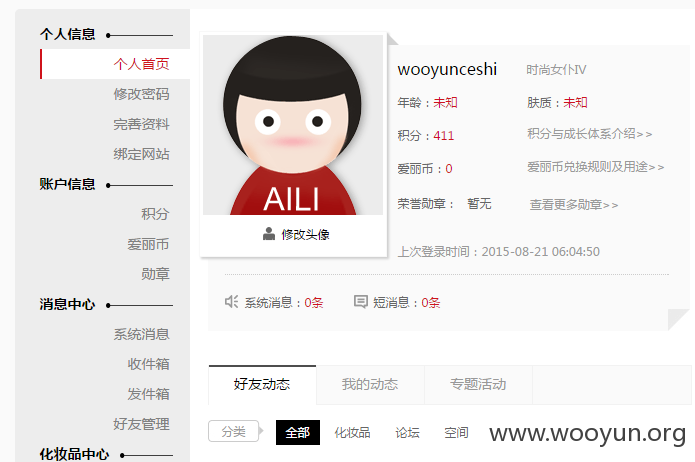 个人信息
个人首页
修改密码
完善资料
绑定网站
账户信息
积分
爱丽币
勋章
消息中心
系统消息
收件箱
发件箱
好友管理
化妆品中心
AILI
修改头像
wooyunceshi 时尚女仆IV
年龄：未知 肤质：未知
积分：411 积分与成长体系介绍>>
爱丽币：0 爱丽币兑换规则及用途>>
荣誉勋章： 暂无 查看更多勋章>>
上次登录时间：2015-08-21 06:04:50
系统消息：0条 短消息：0条
好友动态 我的动态 专题活动
分类 全部 化妆品 论坛 空间
www.wooyun.org